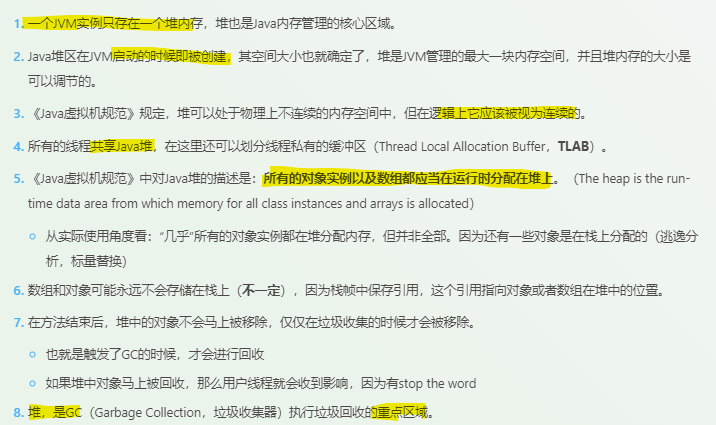 1. 一个JVM实例只存在一个堆内存，堆也是Java内存管理的核心区域。
2. Java堆区在JVM启动的时候即被创建，其空间大小也就确定了，堆是JVM管理的最大一块内存空间，并且堆内存的大小是
可以调节的。
3. 《Java虚拟机规范》规定，堆可以处于物理上不连续的内存空间中，但在逻辑上它应该被视为连续的。
4. 所有的线程共享Java堆，在这里还可以划分线程私有的缓冲区（Thread Local Allocation Buffer，TLAB）。
5. 《Java虚拟机规范》中对Java堆的描述是：所有的对象实例以及数组都应当在运行时分配在堆上。（The heap is the run-
time data area from which memory for all class instances and arrays is allocated）
从实际使用角度看：“几乎”所有的对象实例都在堆分配内存，但并非全部。因为还有一些对象是在栈上分配的（逃逸分
析，标量替换）
6. 数组和对象可能永远不会存储在栈上（不一定），因为栈帧中保存引用，这个引用指向对象或者数组在堆中的位置。
7. 在方法结束后，堆中的对象不会马上被移除，仅仅在垃圾收集的时候才会被移除。
也就是触发了GC的时候，才会进行回收
如果堆中对象马上被回收，那么用户线程就会收到影响，因为有stop the word
8. 堆，是GC（Garbage Collection，垃圾收集器）执行垃圾回收的重点区域。